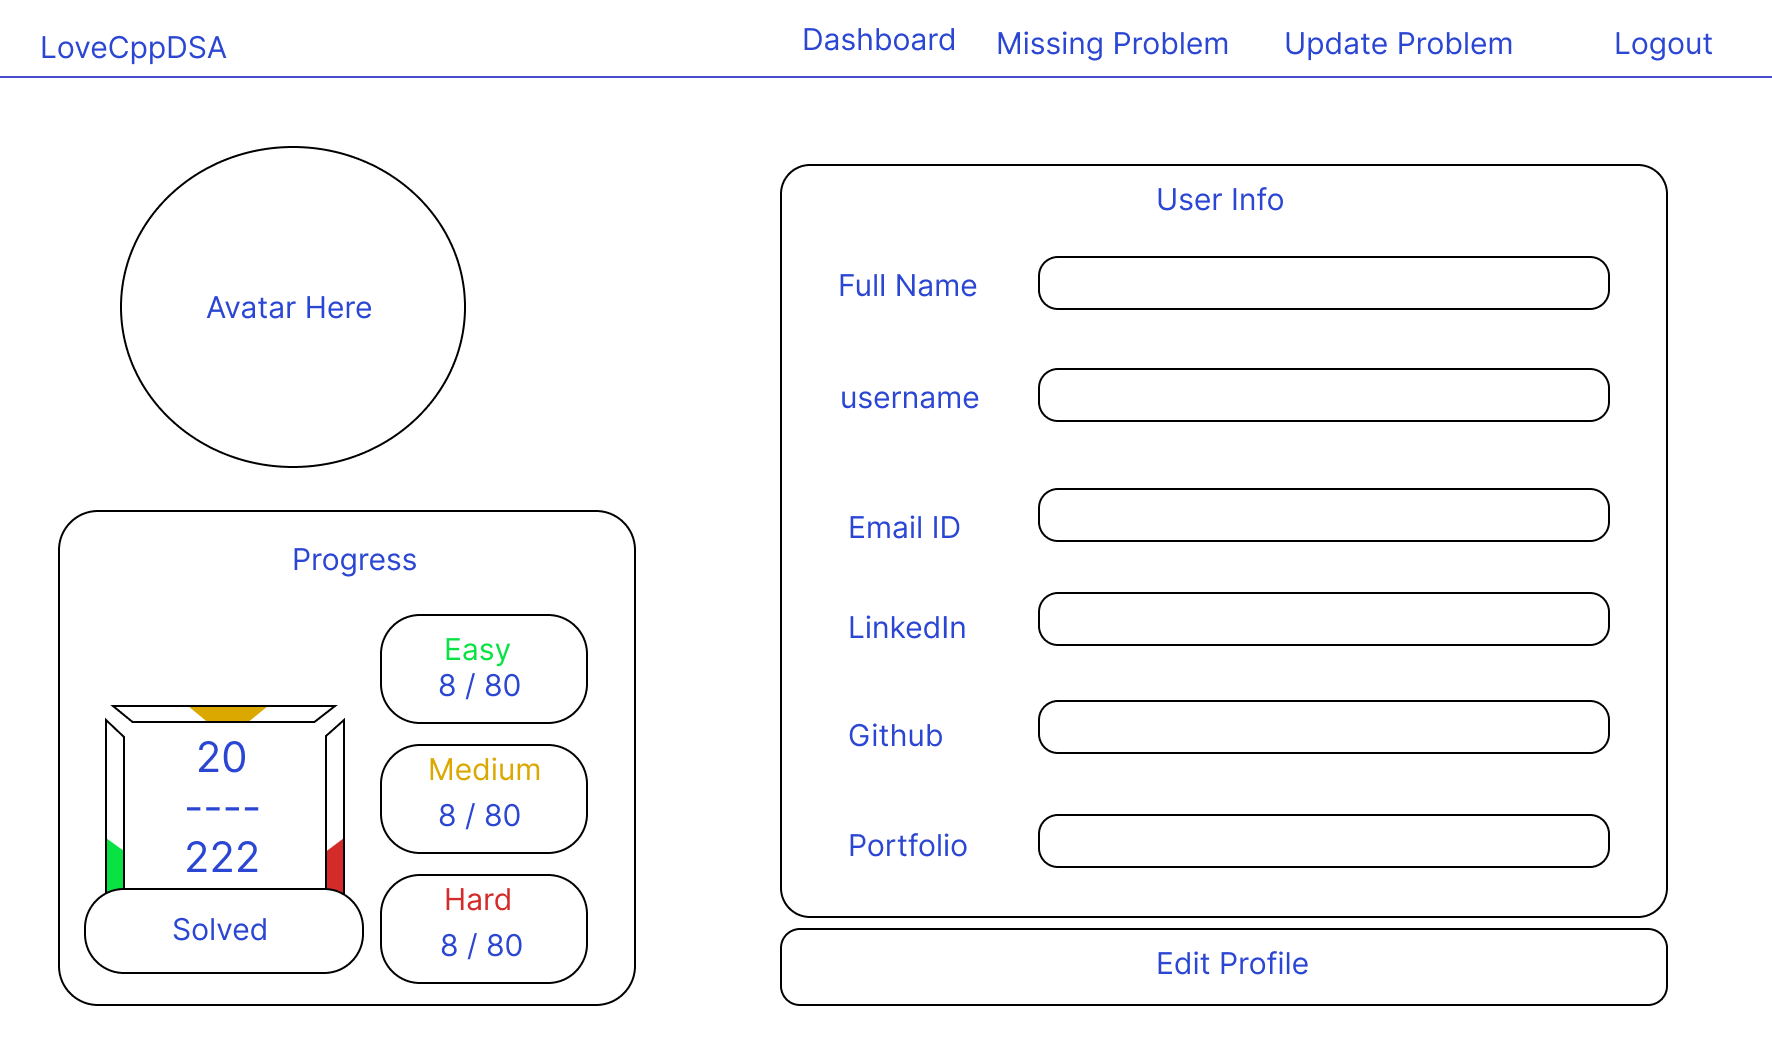 LoveCppDSA
Dashboard
Missing Problem
Update Problem
Logout
Avatar Here
Progress
Easy
8 / 80
Medium
8 / 80
Hard
8 / 80
20
----
222
Solved
User Info
Full Name
username
Email ID
LinkedIn
Github
Portfolio
Edit Profile